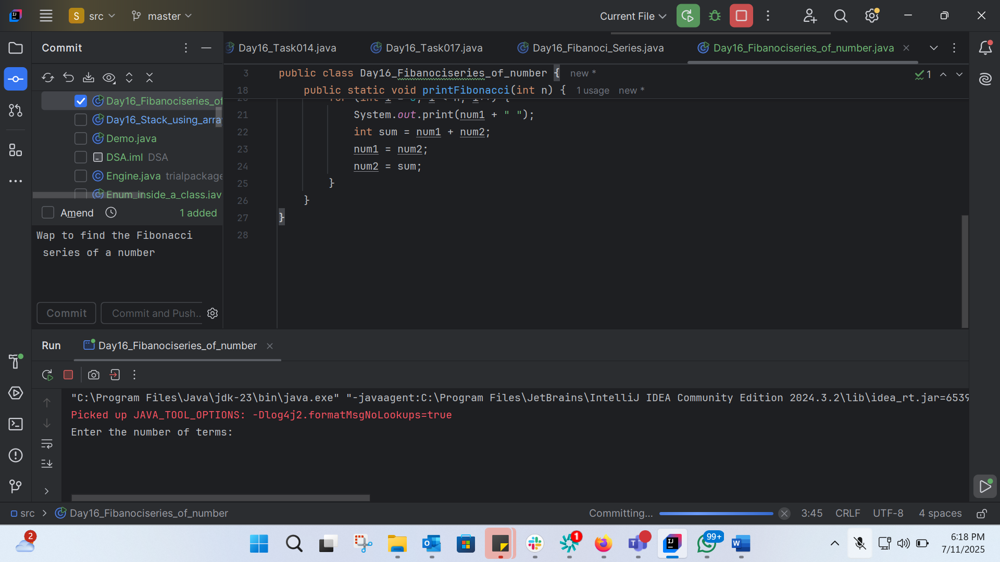 S src master Current File
Commit
Day16_Task014.java Day16_Task017.java Day16_Fibanoci_Series.java Day16_Fibanociseries_of_number.java
3 public class Day16_Fibanociseries_of_number { new *
18 public static void printFibonacci(int n) { 1 usage new *
1
21 System.out.print(num1 + " ");
22 int sum = num1 + num2;
23 num1 = num2;
24 num2 = sum;
25 }
26 }
27 }
28
Day16_Fibanociseries_of
Day16_Stack_using_arra
Demo.java
DSA.iml DSA
Engine.java trialpackage
Enum_inside_a_class.jav
Amend 1 added
Wap to find the Fibonacci
series of a number
Commit Commit and Push..
Run Day16_Fibanociseries_of_number
"C:\Program Files\Java\jdk-23\bin\java.exe" "-javaagent:C:\Program Files\JetBrains\IntelliJ IDEA Community Edition 2024.3.2\lib\idea_rt.jar=6539
Picked up JAVA_TOOL_OPTIONS: -Dlog4j2.formatMsgNoLookups=true
Enter the number of terms:
src > Day16_Fibanociseries_of_number Committing... 3:45 CRLF UTF-8 4 spaces
2 1 99+ 6:18 PM
7/11/2025